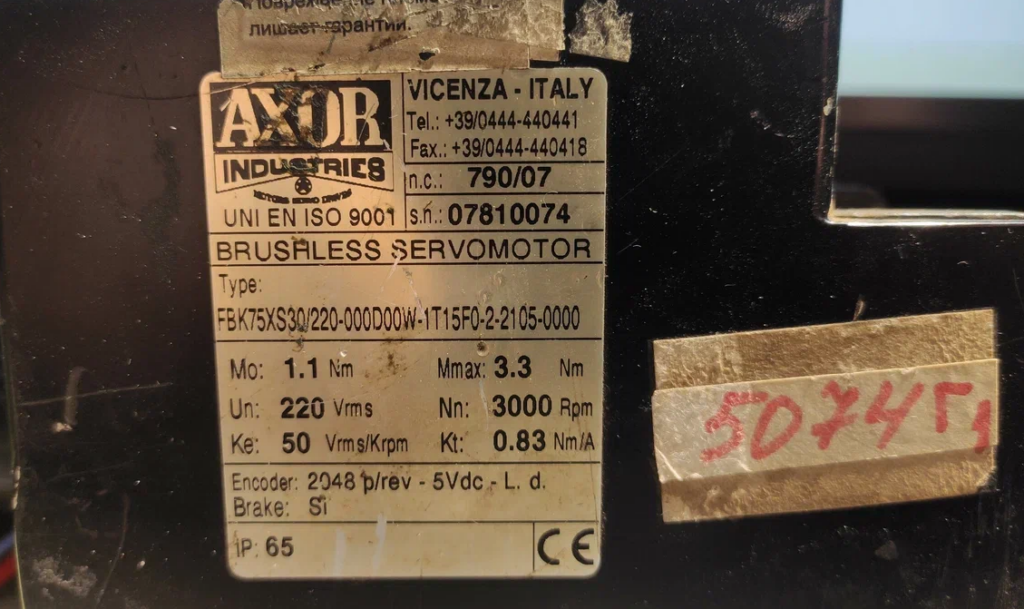 лишает гарантии.
AXOR
INDUSTRIES
MOTORS SERVO DRIVES
UNI EN ISO 9001
VICENZA - ITALY
Tel.: +39/0444-440441
Fax.: +39/0444-440418
n.c.: 790/07
s.n.: 07810074
BRUSHLESS SERVOMOTOR
Type:
FBK75XS30/220-000D00W-1T15F0-2-2105-0000
Mo: 1.1 Nm Mmax: 3.3 Nm
Un: 220 Vrms Nn: 3000 Rpm
Ke: 50 Vrms/Krpm Kt: 0.83 Nm/A
Encoder: 2048 p/rev - 5Vdc - L. d.
Brake: Si
IP: 65 CE